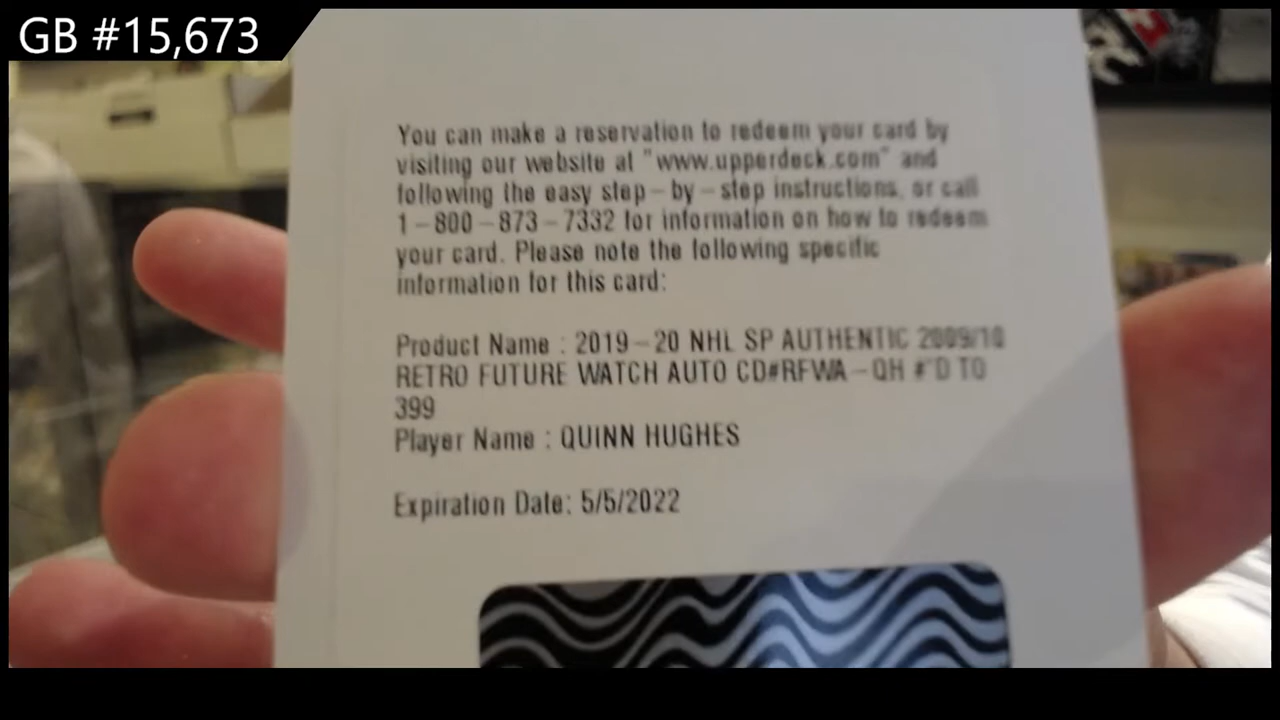 GB #15,673
You can make a reservation to redeem your card by
visiting our website at "www.upperdeck.com" and
following the easy step-by-step instructions, or call
1-800-873-7332 for information on how to redeem
your card. Please note the following specific
information for this card:
Product Name : 2019-20 NHL SP AUTHENTIC 2009/10
RETRO FUTURE WATCH AUTO CD#RFWA-QH #'D TO
399
Player Name : QUINN HUGHES
Expiration Date: 5/5/2022